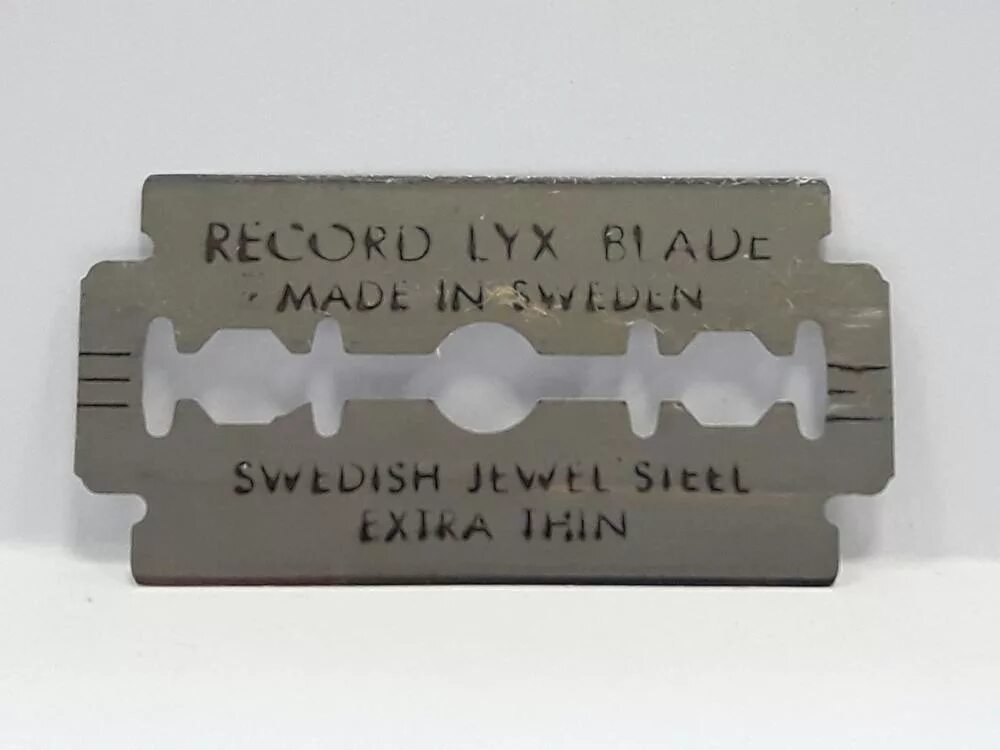 RECORD LYX BLADE
MADE IN SWEDEN
SWEDISH JEWEL STEEL
EXTRA THIN